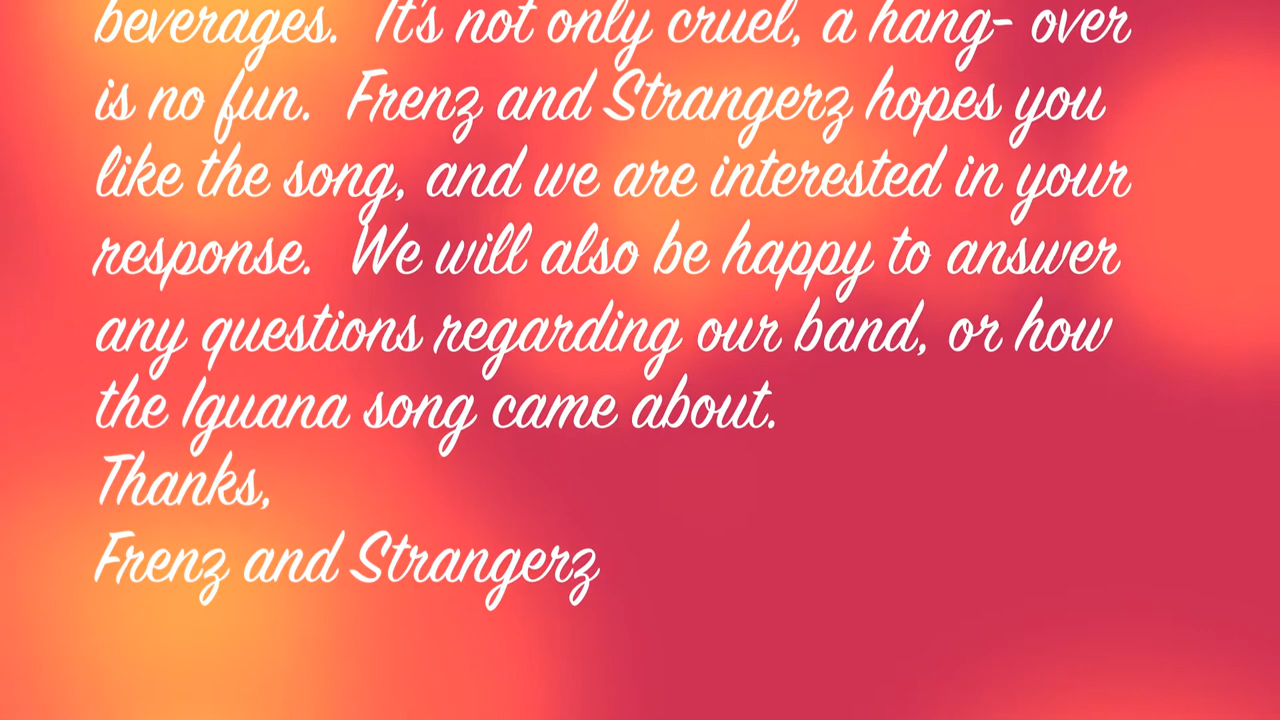 beverages.  It's not only cruel, a hang- over
is no fun.  Frenz and Strangerz hopes you
like the song, and we are interested in your
response.  We will also be happy to answer
any questions regarding our band, or how
the Iguana song came about.
Thanks,
Frenz and Strangerz